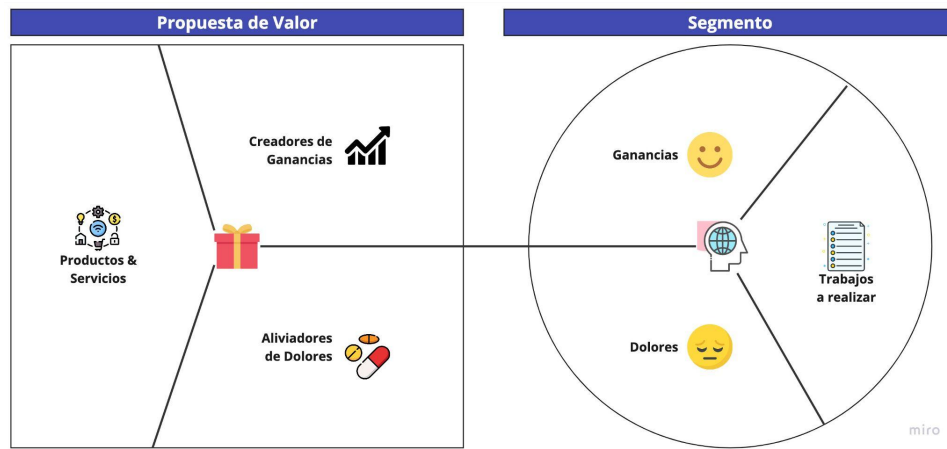 Propuesta de Valor
Segmento
Creadores de
Ganancias
Productos &
Servicios
Aliviadores
de Dolores
Ganancias
Trabajos
a realizar
Dolores
miro